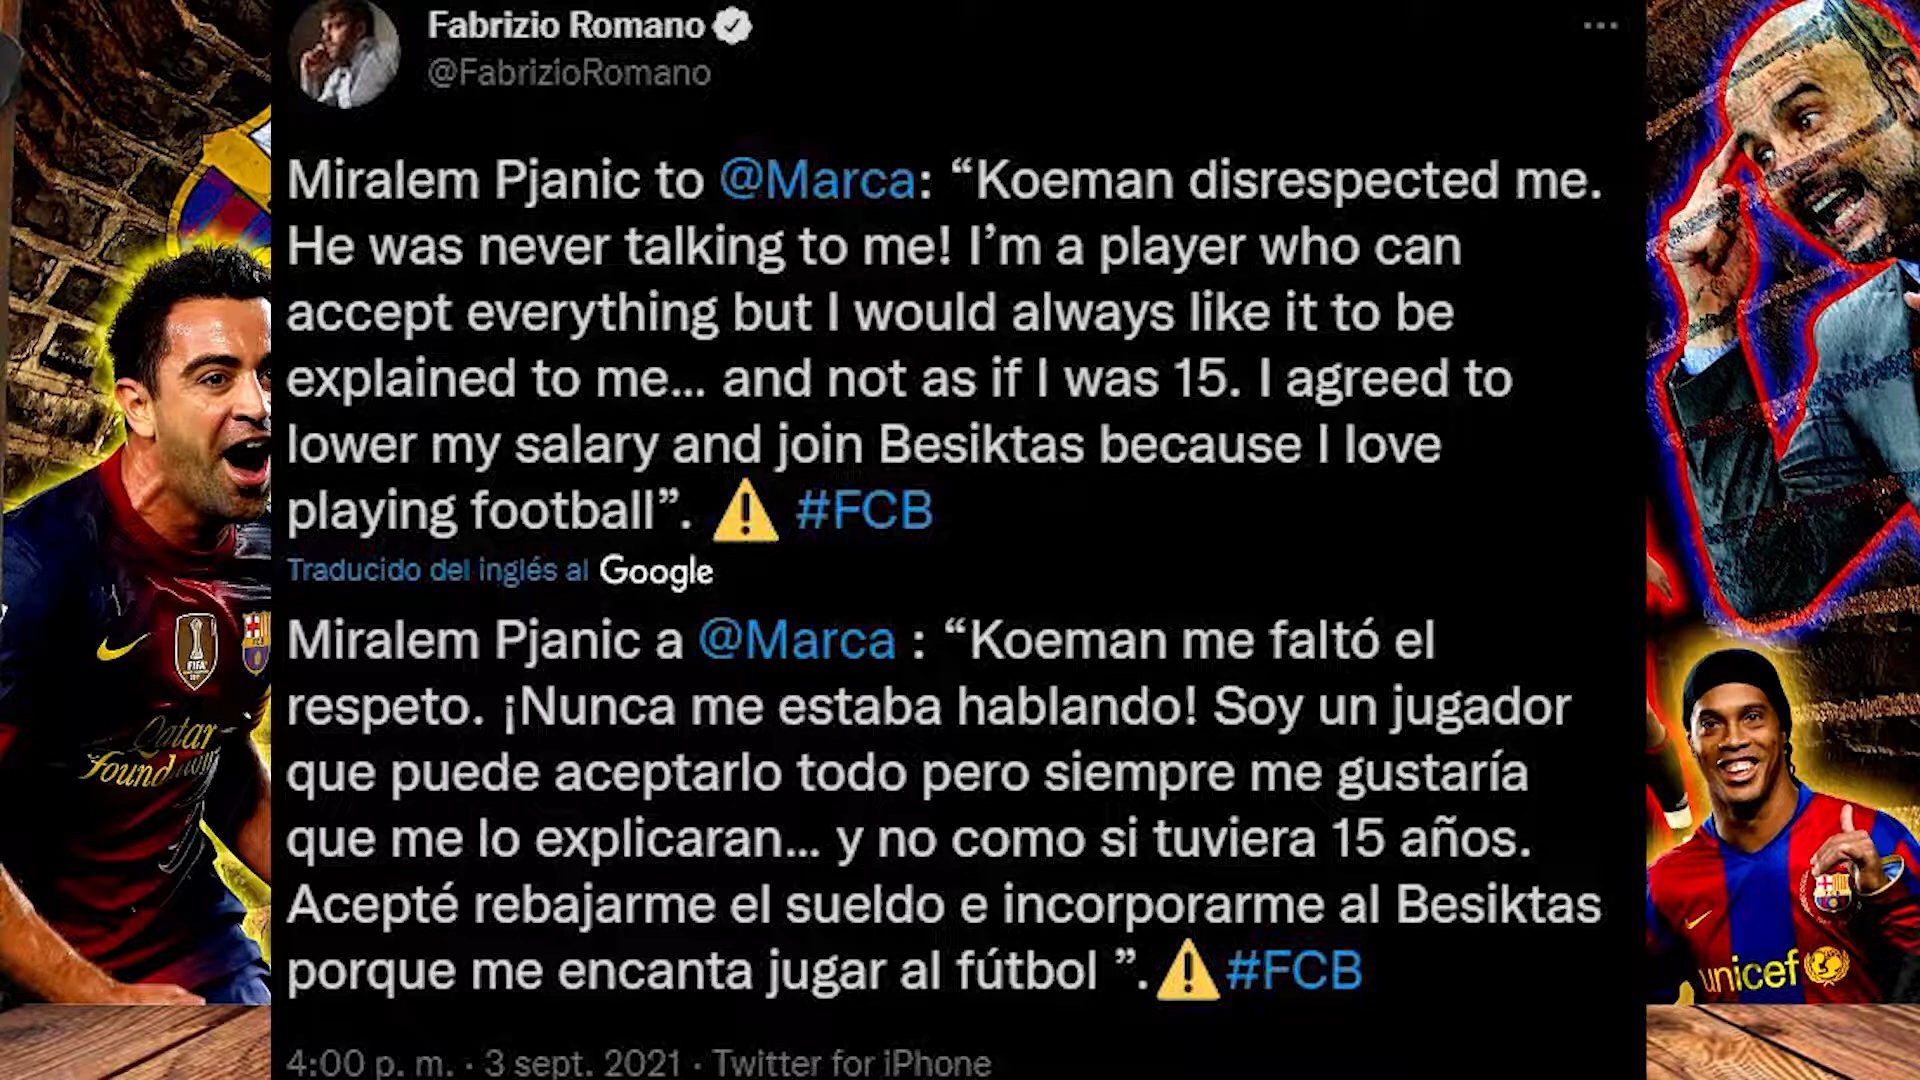 Fabrizio Romano
@FabrizioRomano
Miralem Pjanic to @Marca: “Koeman disrespected me.
He was never talking to me! I’m a player who can
accept everything but I would always like it to be
explained to me... and not as if I was 15. I agreed to
lower my salary and join Besiktas because I love
playing football”. ⚠️ #FCB
Traducido del inglés al Google
Miralem Pjanic a @Marca : “Koeman me faltó el
respeto. ¡Nunca me estaba hablando! Soy un jugador
que puede aceptarlo todo pero siempre me gustaría
que me lo explicaran... y no como si tuviera 15 años.
Acepté rebajarme el sueldo e incorporarme al Besiktas
porque me encanta jugar al fútbol ”. ⚠️ #FCB
4:00 p. m. · 3 sept. 2021 · Twitter for iPhone
FIFA
Qatar
foundation
unicef